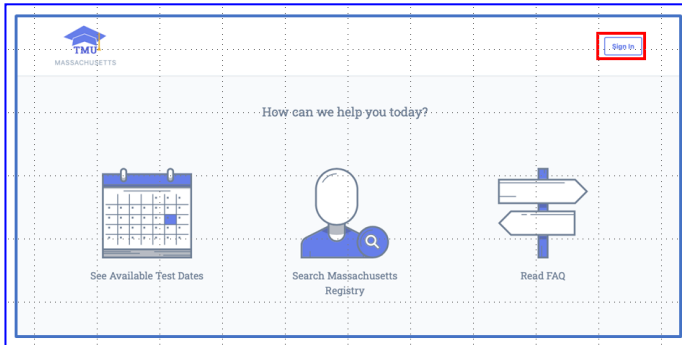 TMU
MASSACHUSETTS
Sign In
How can we help you today?
See Available Test Dates
Search Massachusetts
Registry
Read FAQ